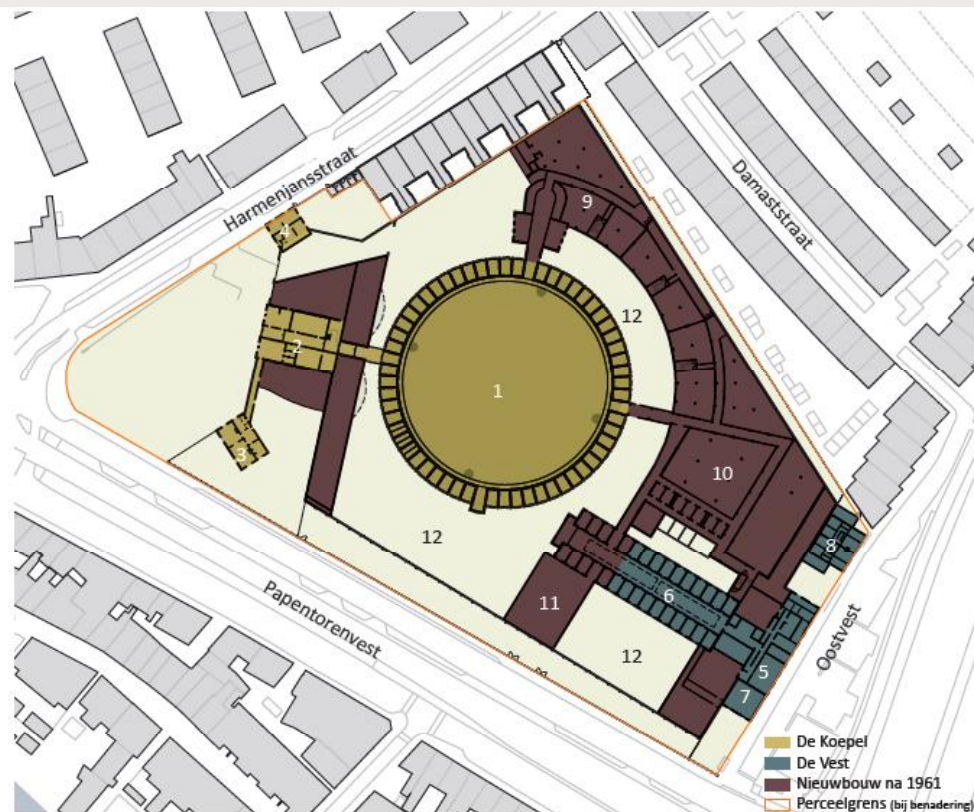 Harmenjansstraat
Damaststraat
4
9
12
2
1
3
10
12
8
6
11
12
5
7
Papentorenvest
Oostvest
De Koepel
De Vest
Nieuwbouw na 1961
Perceelgrens (bij benadering)